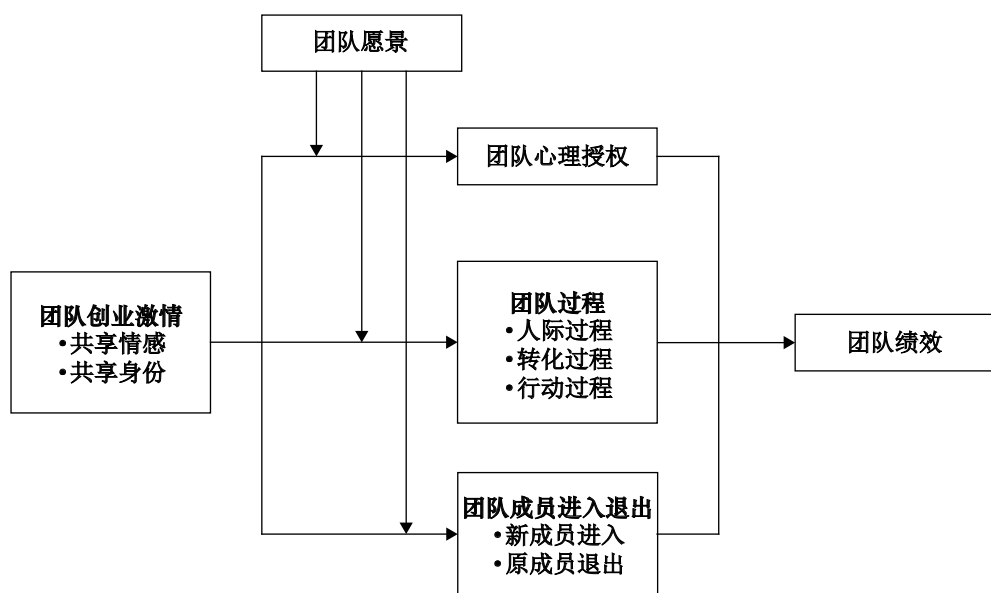 团队愿景
团队心理授权
团队创业激情
•共享情感
•共享身份
团队过程
•人际过程
•转化过程
•行动过程
团队绩效
团队成员进入退出
•新成员进入
•原成员退出